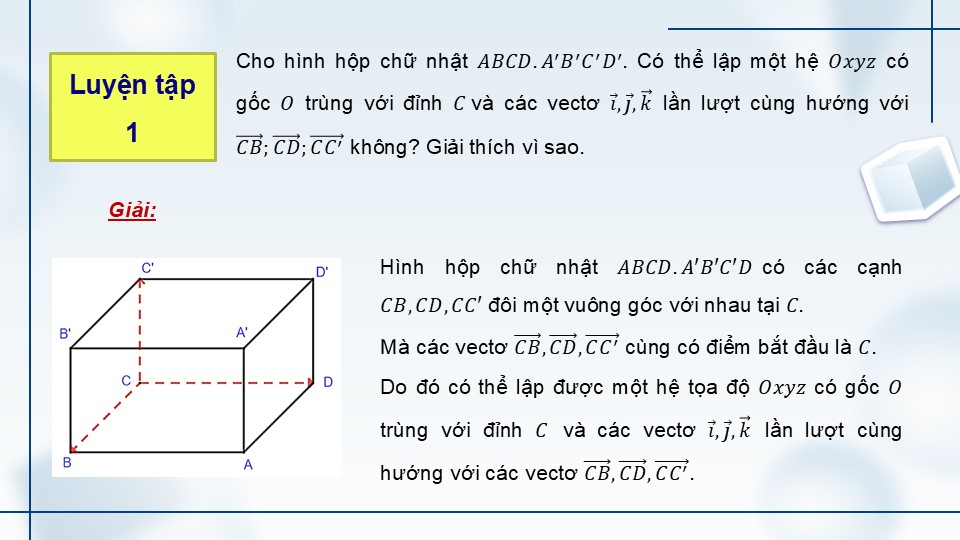 Luyện tập
1
Cho hình hộp chữ nhật 𝐴𝐵𝐶𝐷.𝐴′𝐵′𝐶′𝐷′. Có thể lập một hệ 𝑂𝑥𝑦𝑧 có
gốc 𝑂 trùng với đỉnh 𝐶 và các vectơ 𝑖⃗, 𝑗⃗, 𝑘⃗ lần lượt cùng hướng với
𝐶𝐵⃗; 𝐶𝐷⃗; 𝐶𝐶′⃗ không? Giải thích vì sao.
Giải:
C'
D'
B'
A'
C
D
B
A
Hình hộp chữ nhật 𝐴𝐵𝐶𝐷.𝐴′𝐵′𝐶′𝐷 có các cạnh
𝐶𝐵, 𝐶𝐷, 𝐶𝐶′ đôi một vuông góc với nhau tại 𝐶.
Mà các vectơ 𝐶𝐵⃗, 𝐶𝐷⃗, 𝐶𝐶′⃗ cùng có điểm bắt đầu là 𝐶.
Do đó có thể lập được một hệ tọa độ 𝑂𝑥𝑦𝑧 có gốc 𝑂
trùng với đỉnh 𝐶 và các vectơ 𝑖⃗, 𝑗⃗, 𝑘⃗ lần lượt cùng
hướng với các vectơ 𝐶𝐵⃗, 𝐶𝐷⃗, 𝐶𝐶′⃗.